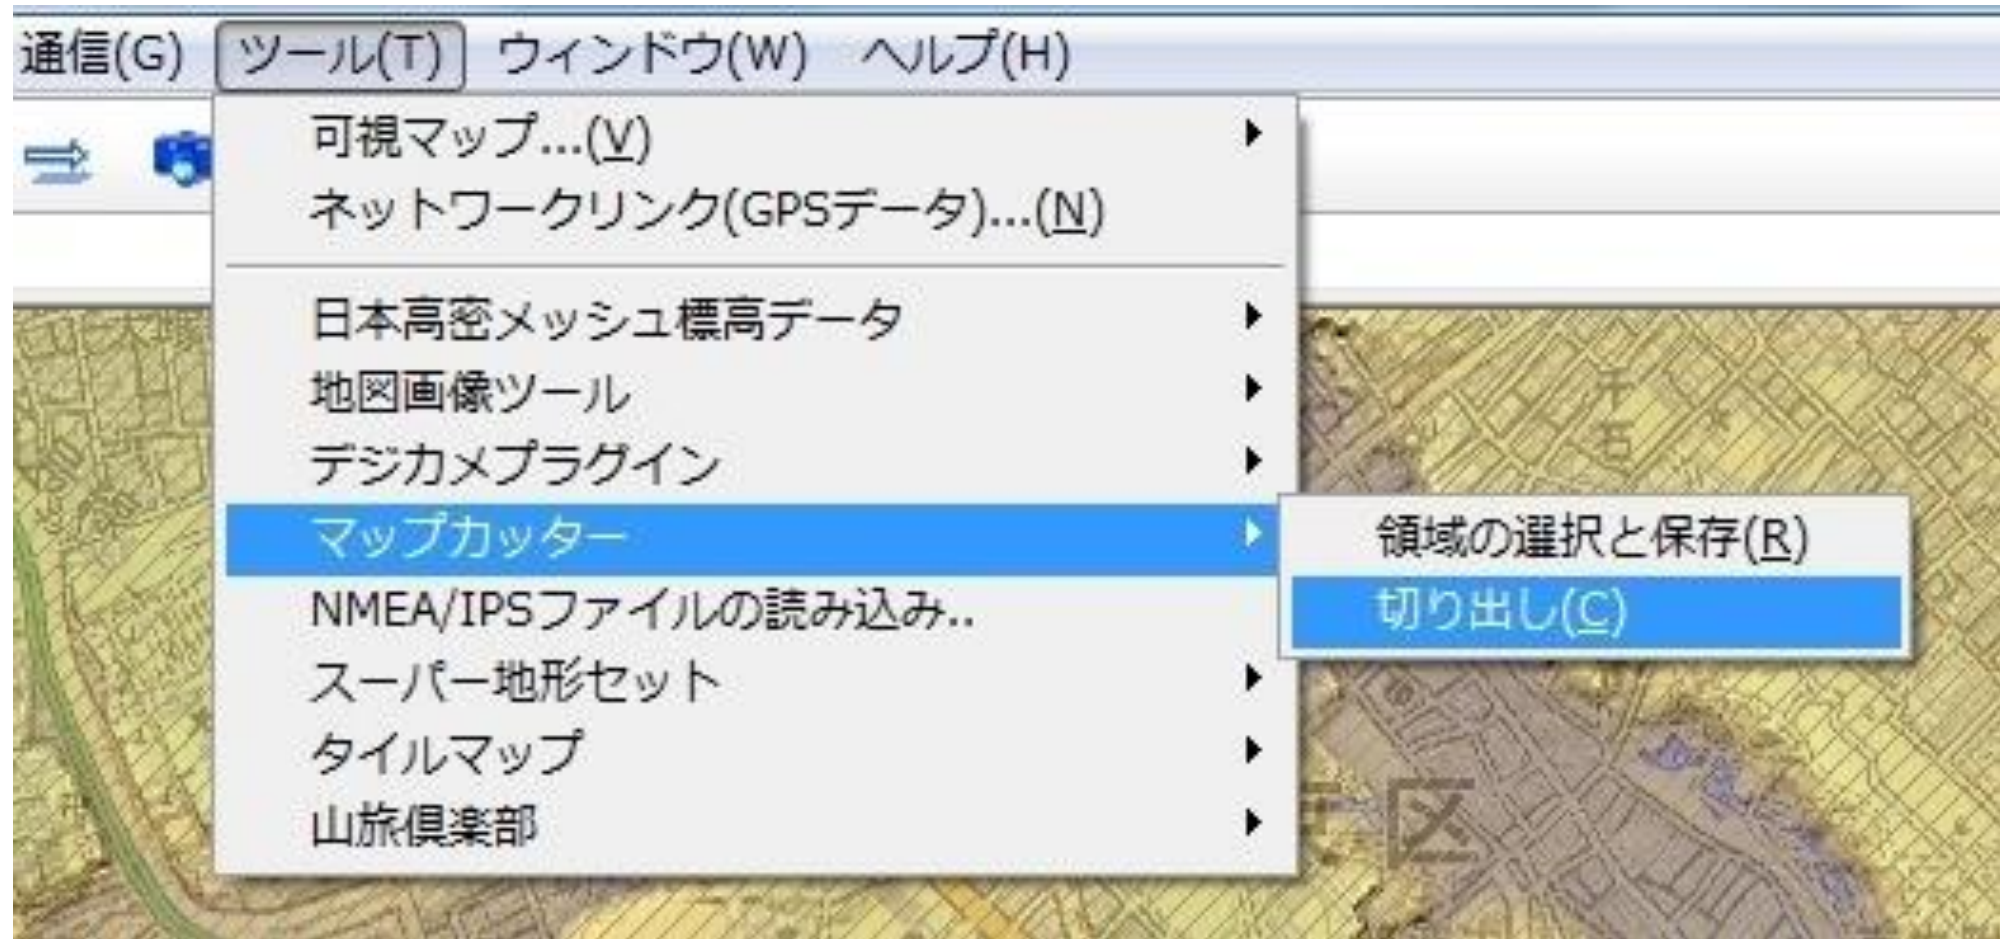 通信(G) ツール(T) ウィンドウ(W) ヘルプ(H)
可視マップ...(V)
ネットワークリンク(GPSデータ)...(N)
日本高密メッシュ標高データ
地図画像ツール
デジカメプラグイン
マップカッター
領域の選択と保存(R)
切り出し(C)
NMEA/IPSファイルの読み込み..
スーパー地形セット
タイルマップ
山旅倶楽部
千石
区